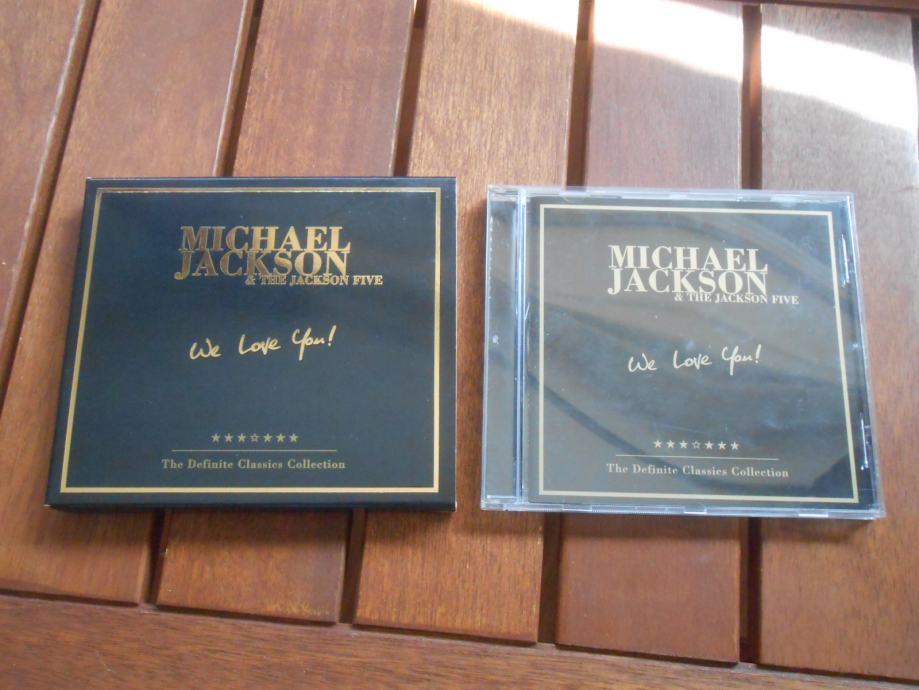 MICHAEL
JACKSON
& THE JACKSON FIVE
We Love You!
★★★☆★★★
The Definite Classics Collection
MICHAEL
JACKSON
& THE JACKSON FIVE
We Love You!
★★★☆★★★
The Definite Classics Collection